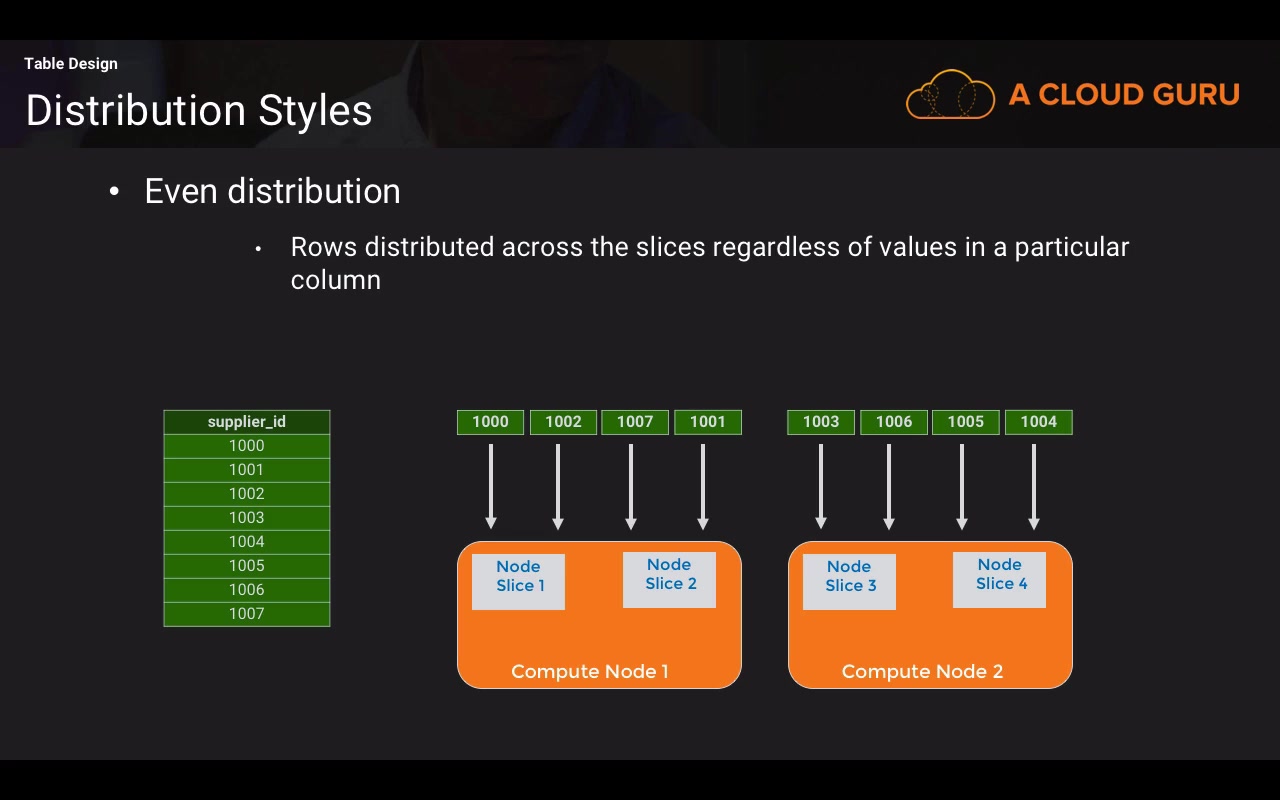 Table Design
Distribution Styles
A CLOUD GURU
• Even distribution
• Rows distributed across the slices regardless of values in a particular
column
supplier_id
1000
1001
1002
1003
1004
1005
1006
1007
1000 1002 1007 1001 1003 1006 1005 1004
Node
Slice 1
Node
Slice 2
Node
Slice 3
Node
Slice 4
Compute Node 1
Compute Node 2